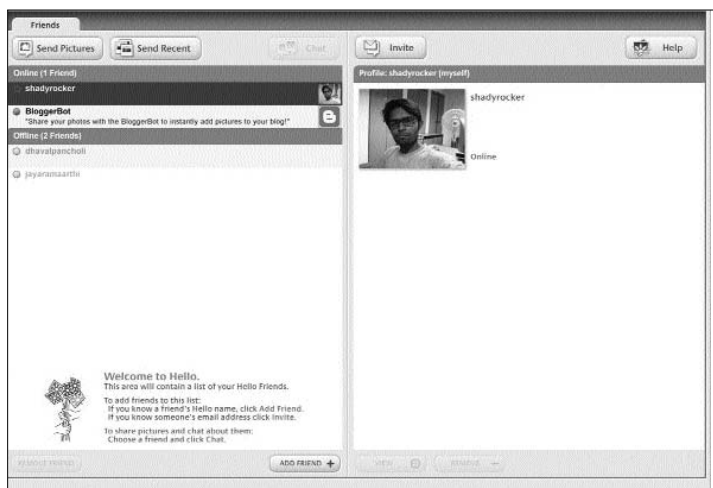 Friends
Send Pictures
Send Recent
Chat
Invite
Help
Online (1 Friend)
shadyrocker
BloggerBot
"Share your photos with the BloggerBot to instantly add pictures to your blog!"
Offline (2 Friends)
dhavalpancholi
jayaramaarthi
Profile: shadyrocker (myself)
shadyrocker
Online
Welcome to Hello.
This area will contain a list of your Hello Friends.
To add friends to this list:
If you know a friend's Hello name, click Add Friend.
If you know someone's email address click Invite.
To share pictures and chat about them:
Choose a friend and click Chat.
REMOVE FRIEND
ADD FRIEND +
VIEW
REMOVE −